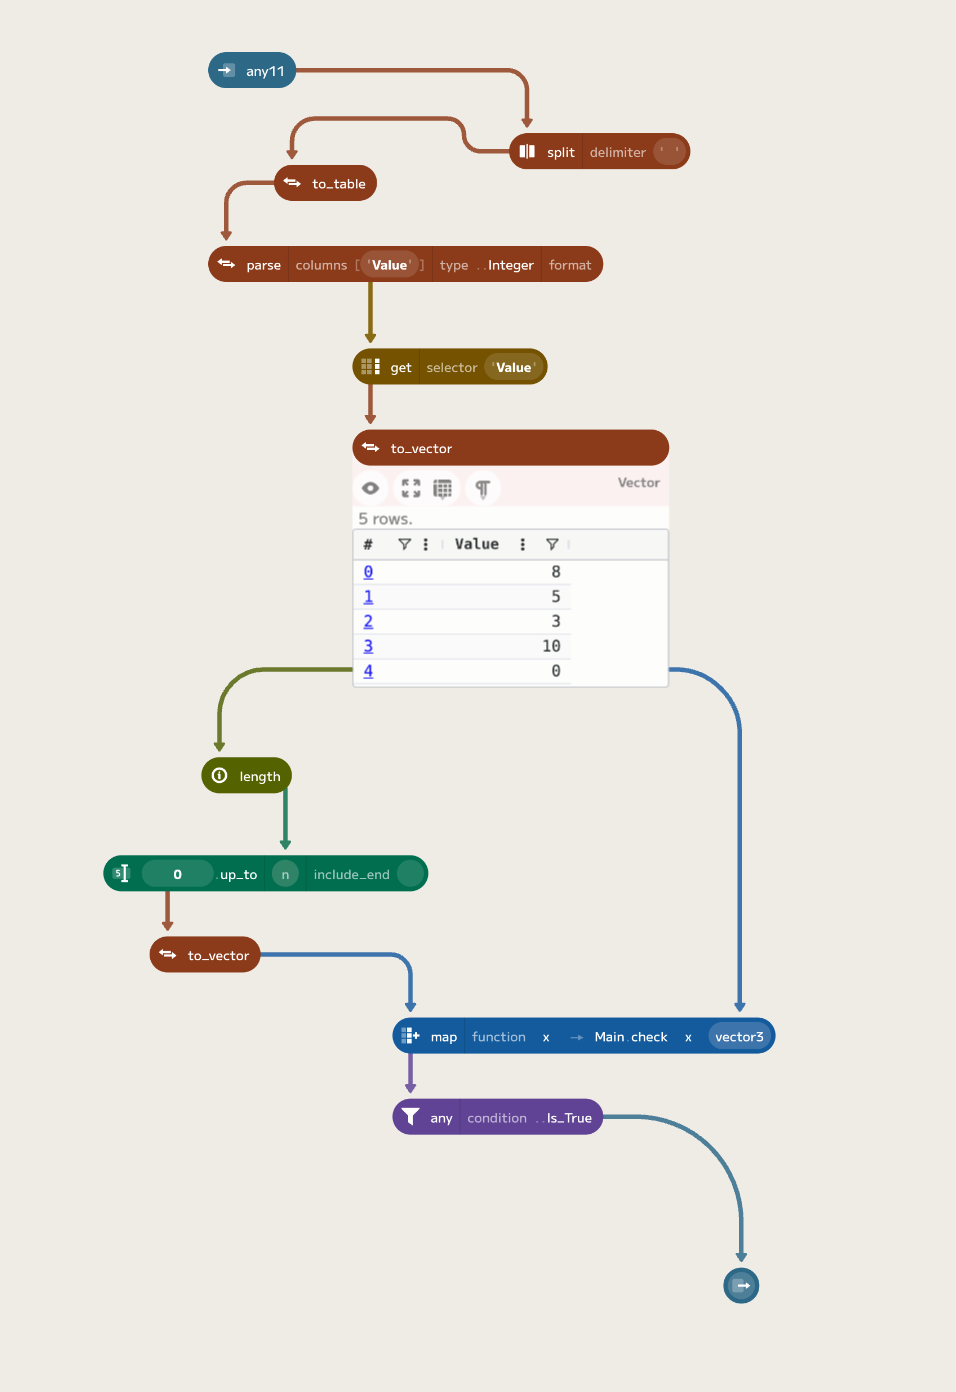 any11
split delimiter ' '
to_table
parse columns ['Value'] type ..Integer format
get selector 'Value'
to_vector
Vector
5 rows.
# Value
0 8
1 5
2 3
3 10
4 0
length
5 0 .up_to n include_end
to_vector
map function x → Main.check x vector3
any condition ..Is_True